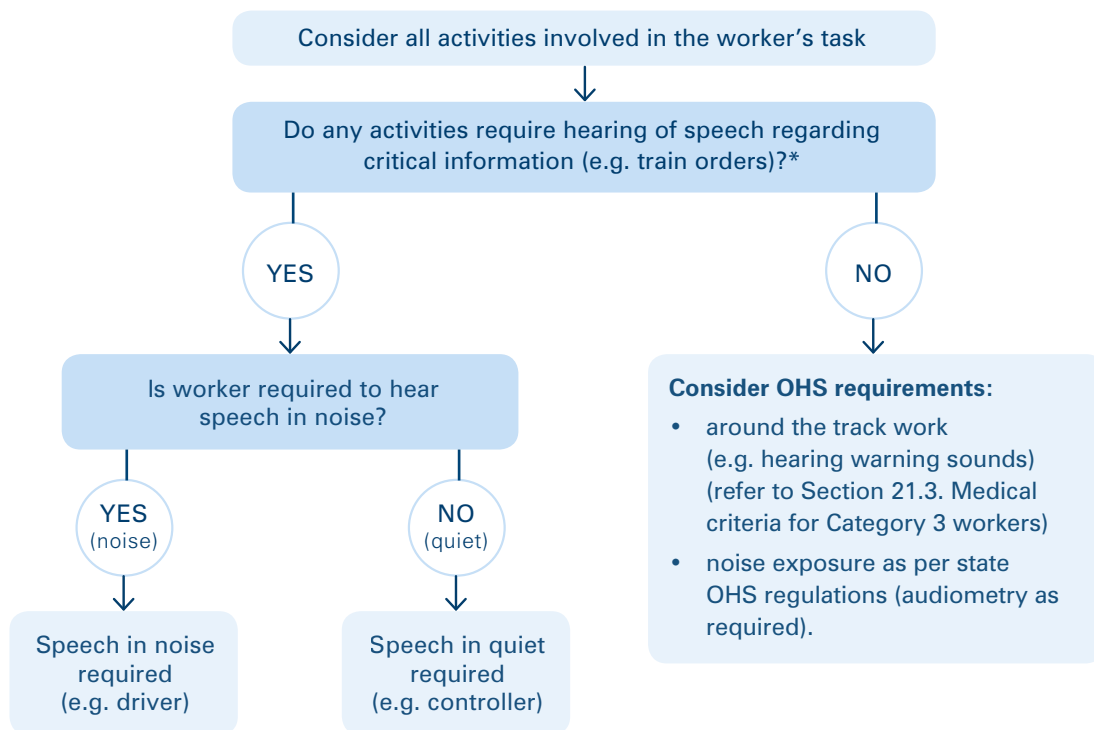 Consider all activities involved in the worker’s task
Do any activities require hearing of speech regarding
critical information (e.g. train orders)?*
YES
NO
Is worker required to hear
speech in noise?
Consider OHS requirements:
• around the track work
(e.g. hearing warning sounds)
(refer to Section 21.3. Medical
criteria for Category 3 workers)
• noise exposure as per state
OHS regulations (audiometry as
required).
YES
(noise)
NO
(quiet)
Speech in noise
required
(e.g. driver)
Speech in quiet
required
(e.g. controller)